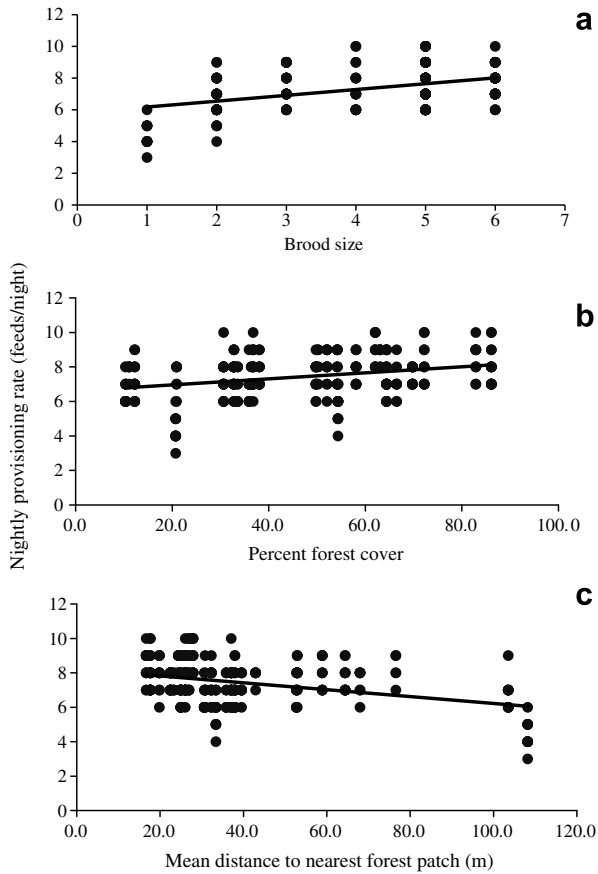 a
12
10
8
6
4
2
0
0 1 2 3 4 5 6 7
Brood size
Nightly provisioning rate (feeds/night)
b
12
10
8
6
4
2
0
0.0 20.0 40.0 60.0 80.0 100.0
Percent forest cover
c
12
10
8
6
4
2
0
0.0 20.0 40.0 60.0 80.0 100.0 120.0
Mean distance to nearest forest patch (m)